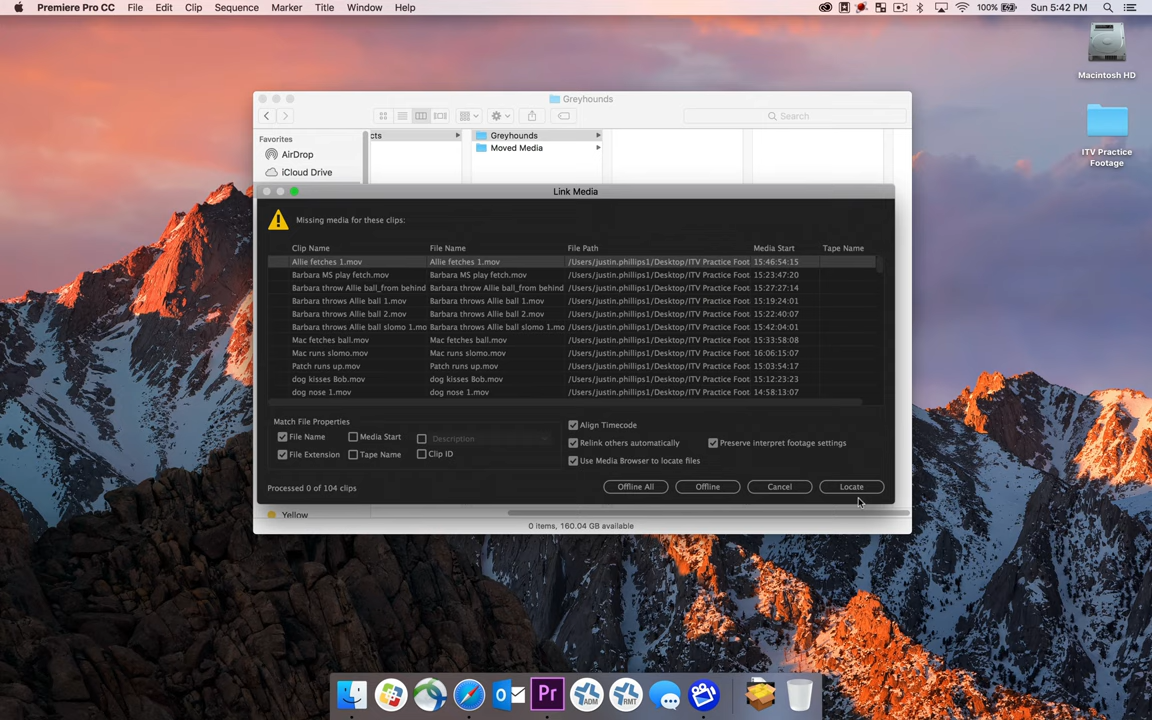 Premiere Pro CC File Edit Clip Sequence Marker Title Window Help 100% Sun 5:42 PM
Macintosh HD
ITV Practice
Footage
Greyhounds
Search
Favorites
AirDrop
iCloud Drive
cts
Greyhounds
Moved Media
Link Media
Missing media for these clips:
Clip Name File Name File Path Media Start Tape Name
Allie fetches 1.mov Allie fetches 1.mov /Users/justin.phillips1/Desktop/ITV Practice Foot 15:46:54:15
Barbara MS play fetch.mov Barbara MS play fetch.mov /Users/justin.phillips1/Desktop/ITV Practice Foot 15:23:47:20
Barbara throw Allie ball_from behind Barbara throw Allie ball_from behind /Users/justin.phillips1/Desktop/ITV Practice Foot 15:27:27:14
Barbara throws Allie ball 1.mov Barbara throws Allie ball 1.mov /Users/justin.phillips1/Desktop/ITV Practice Foot 15:19:24:01
Barbara throws Allie ball 2.mov Barbara throws Allie ball 2.mov /Users/justin.phillips1/Desktop/ITV Practice Foot 15:22:40:07
Barbara throws Allie ball slomo 1.mo Barbara throws Allie ball slomo 1.mo /Users/justin.phillips1/Desktop/ITV Practice Foot 15:42:04:01
Mac fetches ball.mov Mac fetches ball.mov /Users/justin.phillips1/Desktop/ITV Practice Foot 15:33:58:08
Mac runs slomo.mov Mac runs slomo.mov /Users/justin.phillips1/Desktop/ITV Practice Foot 16:06:15:07
Patch runs up.mov Patch runs up.mov /Users/justin.phillips1/Desktop/ITV Practice Foot 15:03:54:17
dog kisses Bob.mov dog kisses Bob.mov /Users/justin.phillips1/Desktop/ITV Practice Foot 15:12:23:23
dog nose 1.mov dog nose 1.mov /Users/justin.phillips1/Desktop/ITV Practice Foot 14:58:13:07
Match File Properties
File Name Media Start Description
File Extension Tape Name Clip ID
Align Timecode
Relink others automatically Preserve interpret footage settings
Use Media Browser to locate files
Processed 0 of 104 clips
Offline All Offline Cancel Locate
Yellow
0 items, 160.04 GB available
Pr
ADM
RMT